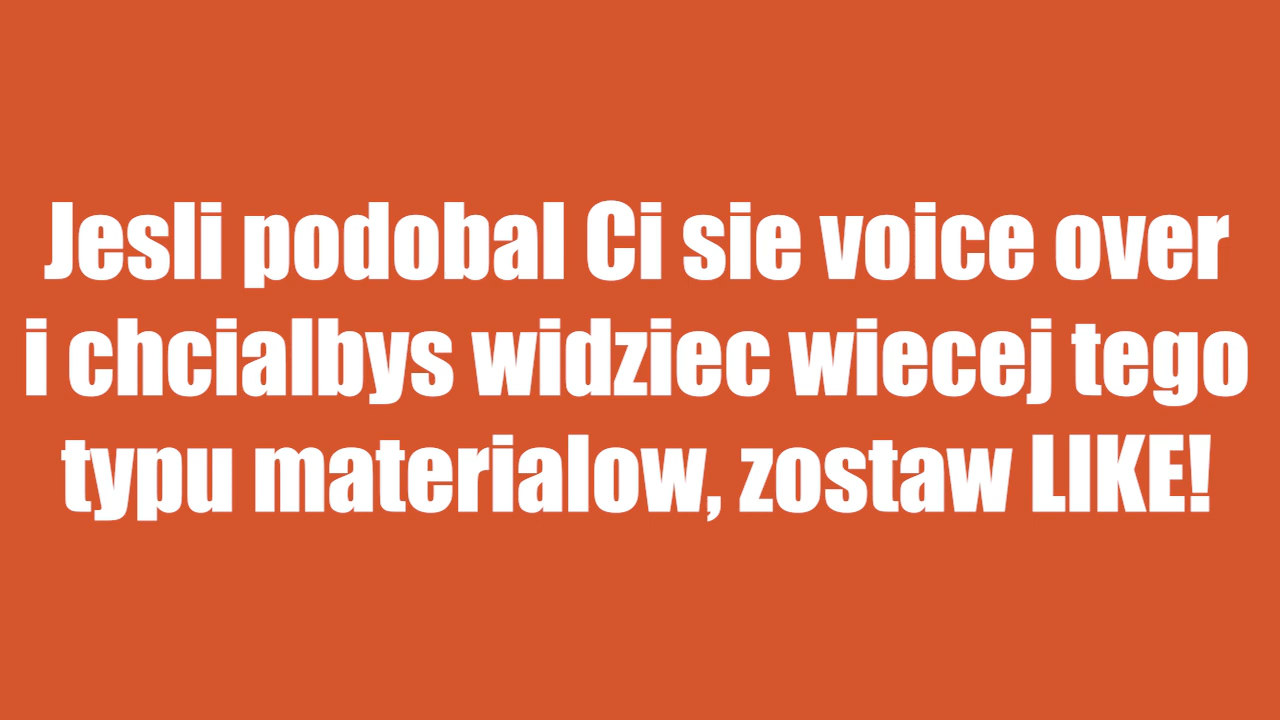 Jesli podobal Ci sie voice over
i chcialbys widziec wiecej tego
typu materialow, zostaw LIKE!